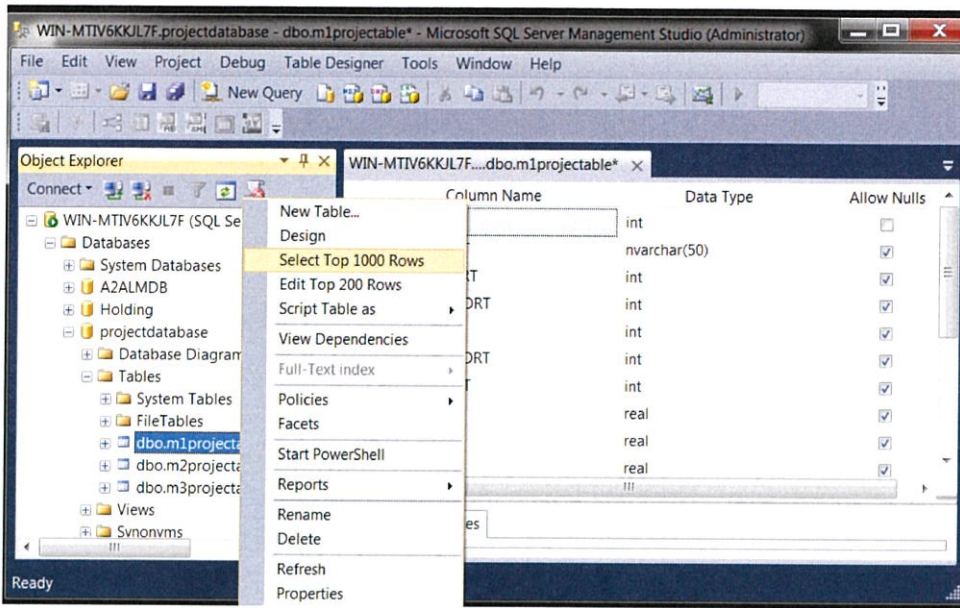 WIN-MTIV6KKJL7F.projectdatabase - dbo.m1projectable* - Microsoft SQL Server Management Studio (Administrator)
File Edit View Project Debug Table Designer Tools Window Help
New Query
Object Explorer
WIN-MTIV6KKJL7F....dbo.m1projectable*
Connect
WIN-MTIV6KKJL7F (SQL Se
Databases
System Databases
A2ALMDB
Holding
projectdatabase
Database Diagram
Tables
System Tables
FileTables
dbo.m1projecta
dbo.m2projecta
dbo.m3projecta
Views
Synonyms
New Table...
Design
Select Top 1000 Rows
Edit Top 200 Rows
Script Table as
View Dependencies
Full-Text index
Policies
Facets
Start PowerShell
Reports
Rename
Delete
Refresh
Properties
Column Name Data Type Allow Nulls
int
nvarchar(50)
int
ORT int
int
ORT int
int
real
real
real
es
Ready